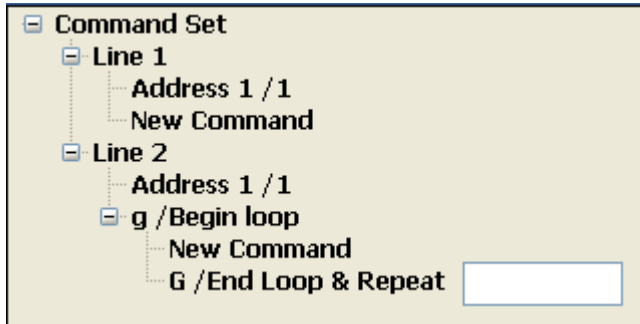 Command Set
Line 1
Address 1 /1
New Command
Line 2
Address 1 /1
g /Begin loop
New Command
G /End Loop & Repeat